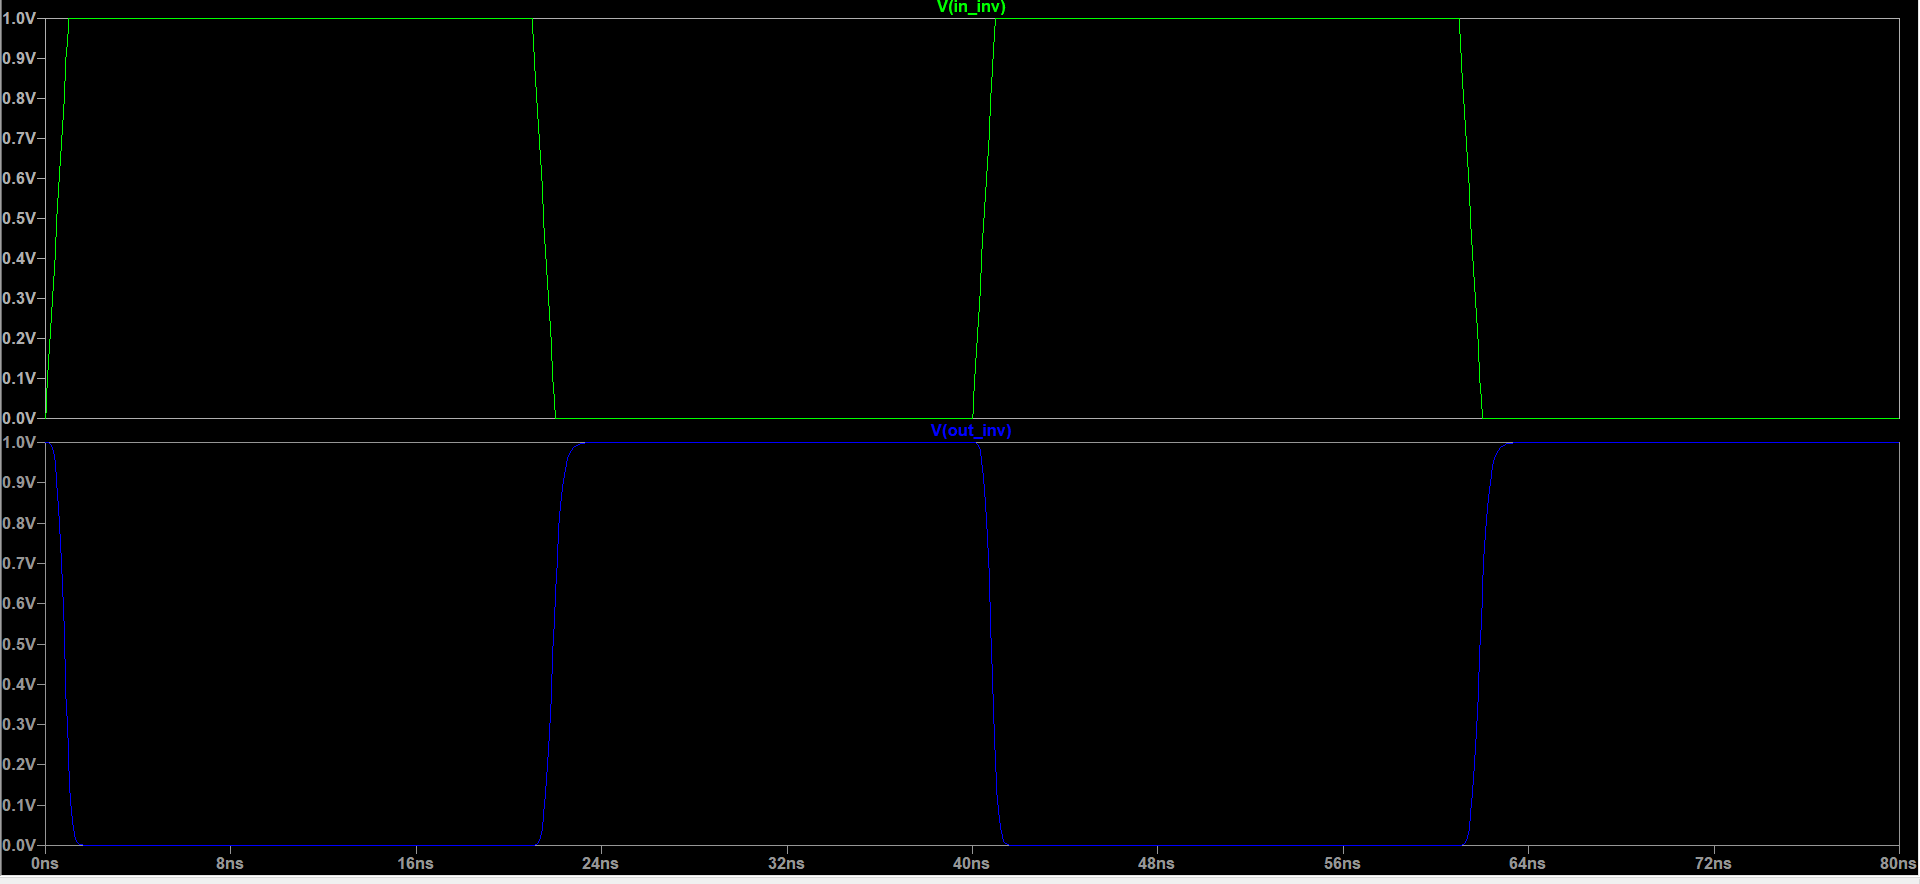 V(in_inv)
1.0V
0.9V
0.8V
0.7V
0.6V
0.5V
0.4V
0.3V
0.2V
0.1V
0.0V
V(out_inv)
1.0V
0.9V
0.8V
0.7V
0.6V
0.5V
0.4V
0.3V
0.2V
0.1V
0.0V
0ns 8ns 16ns 24ns 32ns 40ns 48ns 56ns 64ns 72ns 80ns